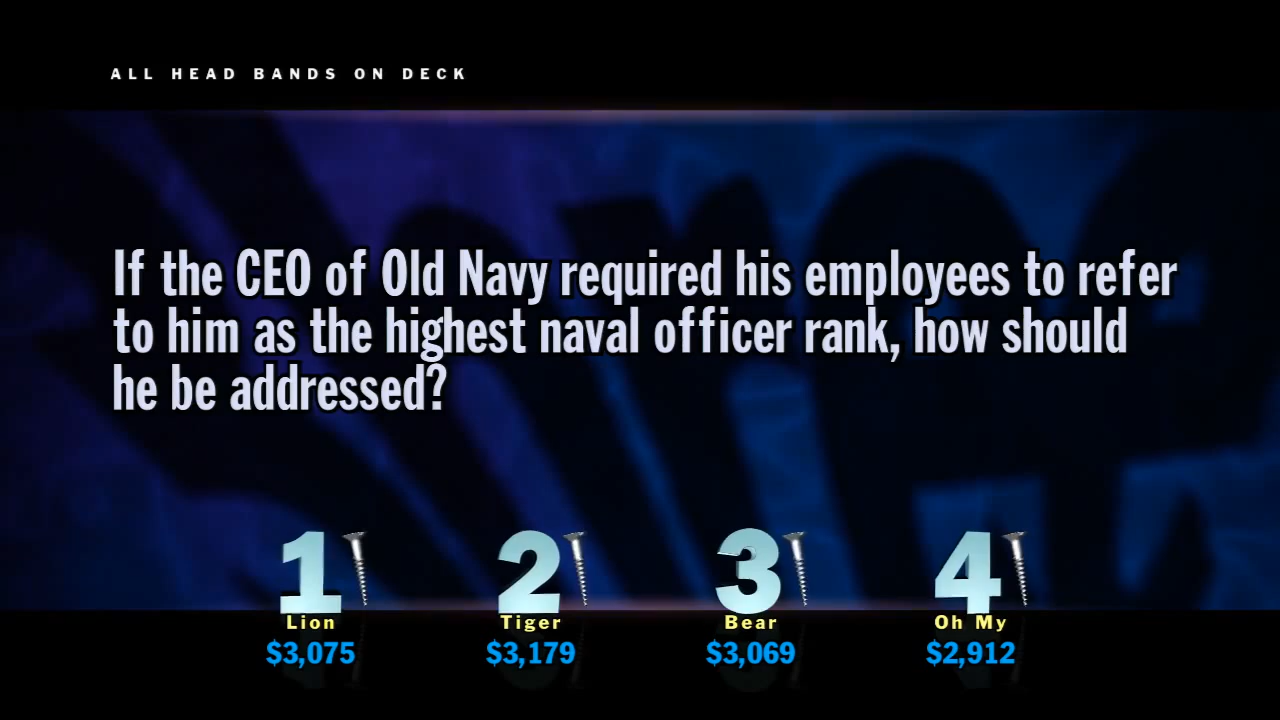 ALL HEAD BANDS ON DECK
If the CEO of Old Navy required his employees to refer
to him as the highest naval officer rank, how should
he be addressed?
1 2 3 4
Lion Tiger Bear Oh My
$3,075 $3,179 $3,069 $2,912